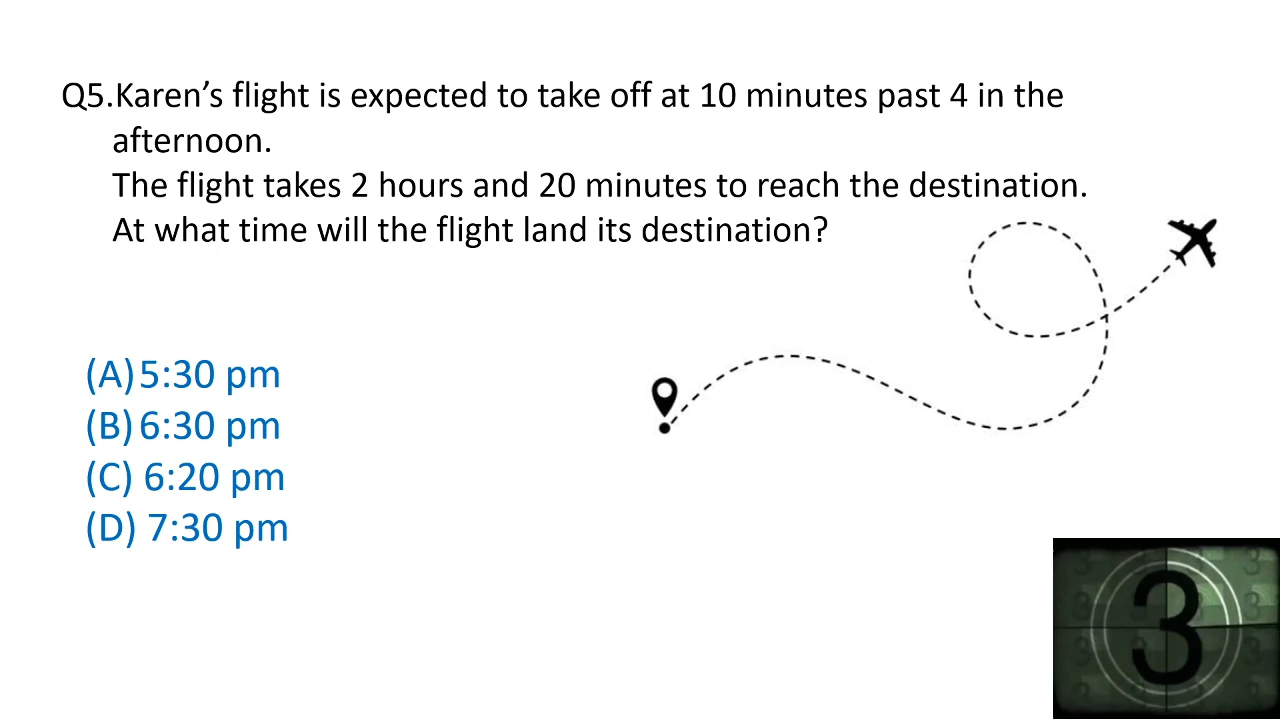 Q5.Karen’s flight is expected to take off at 10 minutes past 4 in the
afternoon.
The flight takes 2 hours and 20 minutes to reach the destination.
At what time will the flight land its destination?
(A) 5:30 pm
(B) 6:30 pm
(C) 6:20 pm
(D) 7:30 pm
3